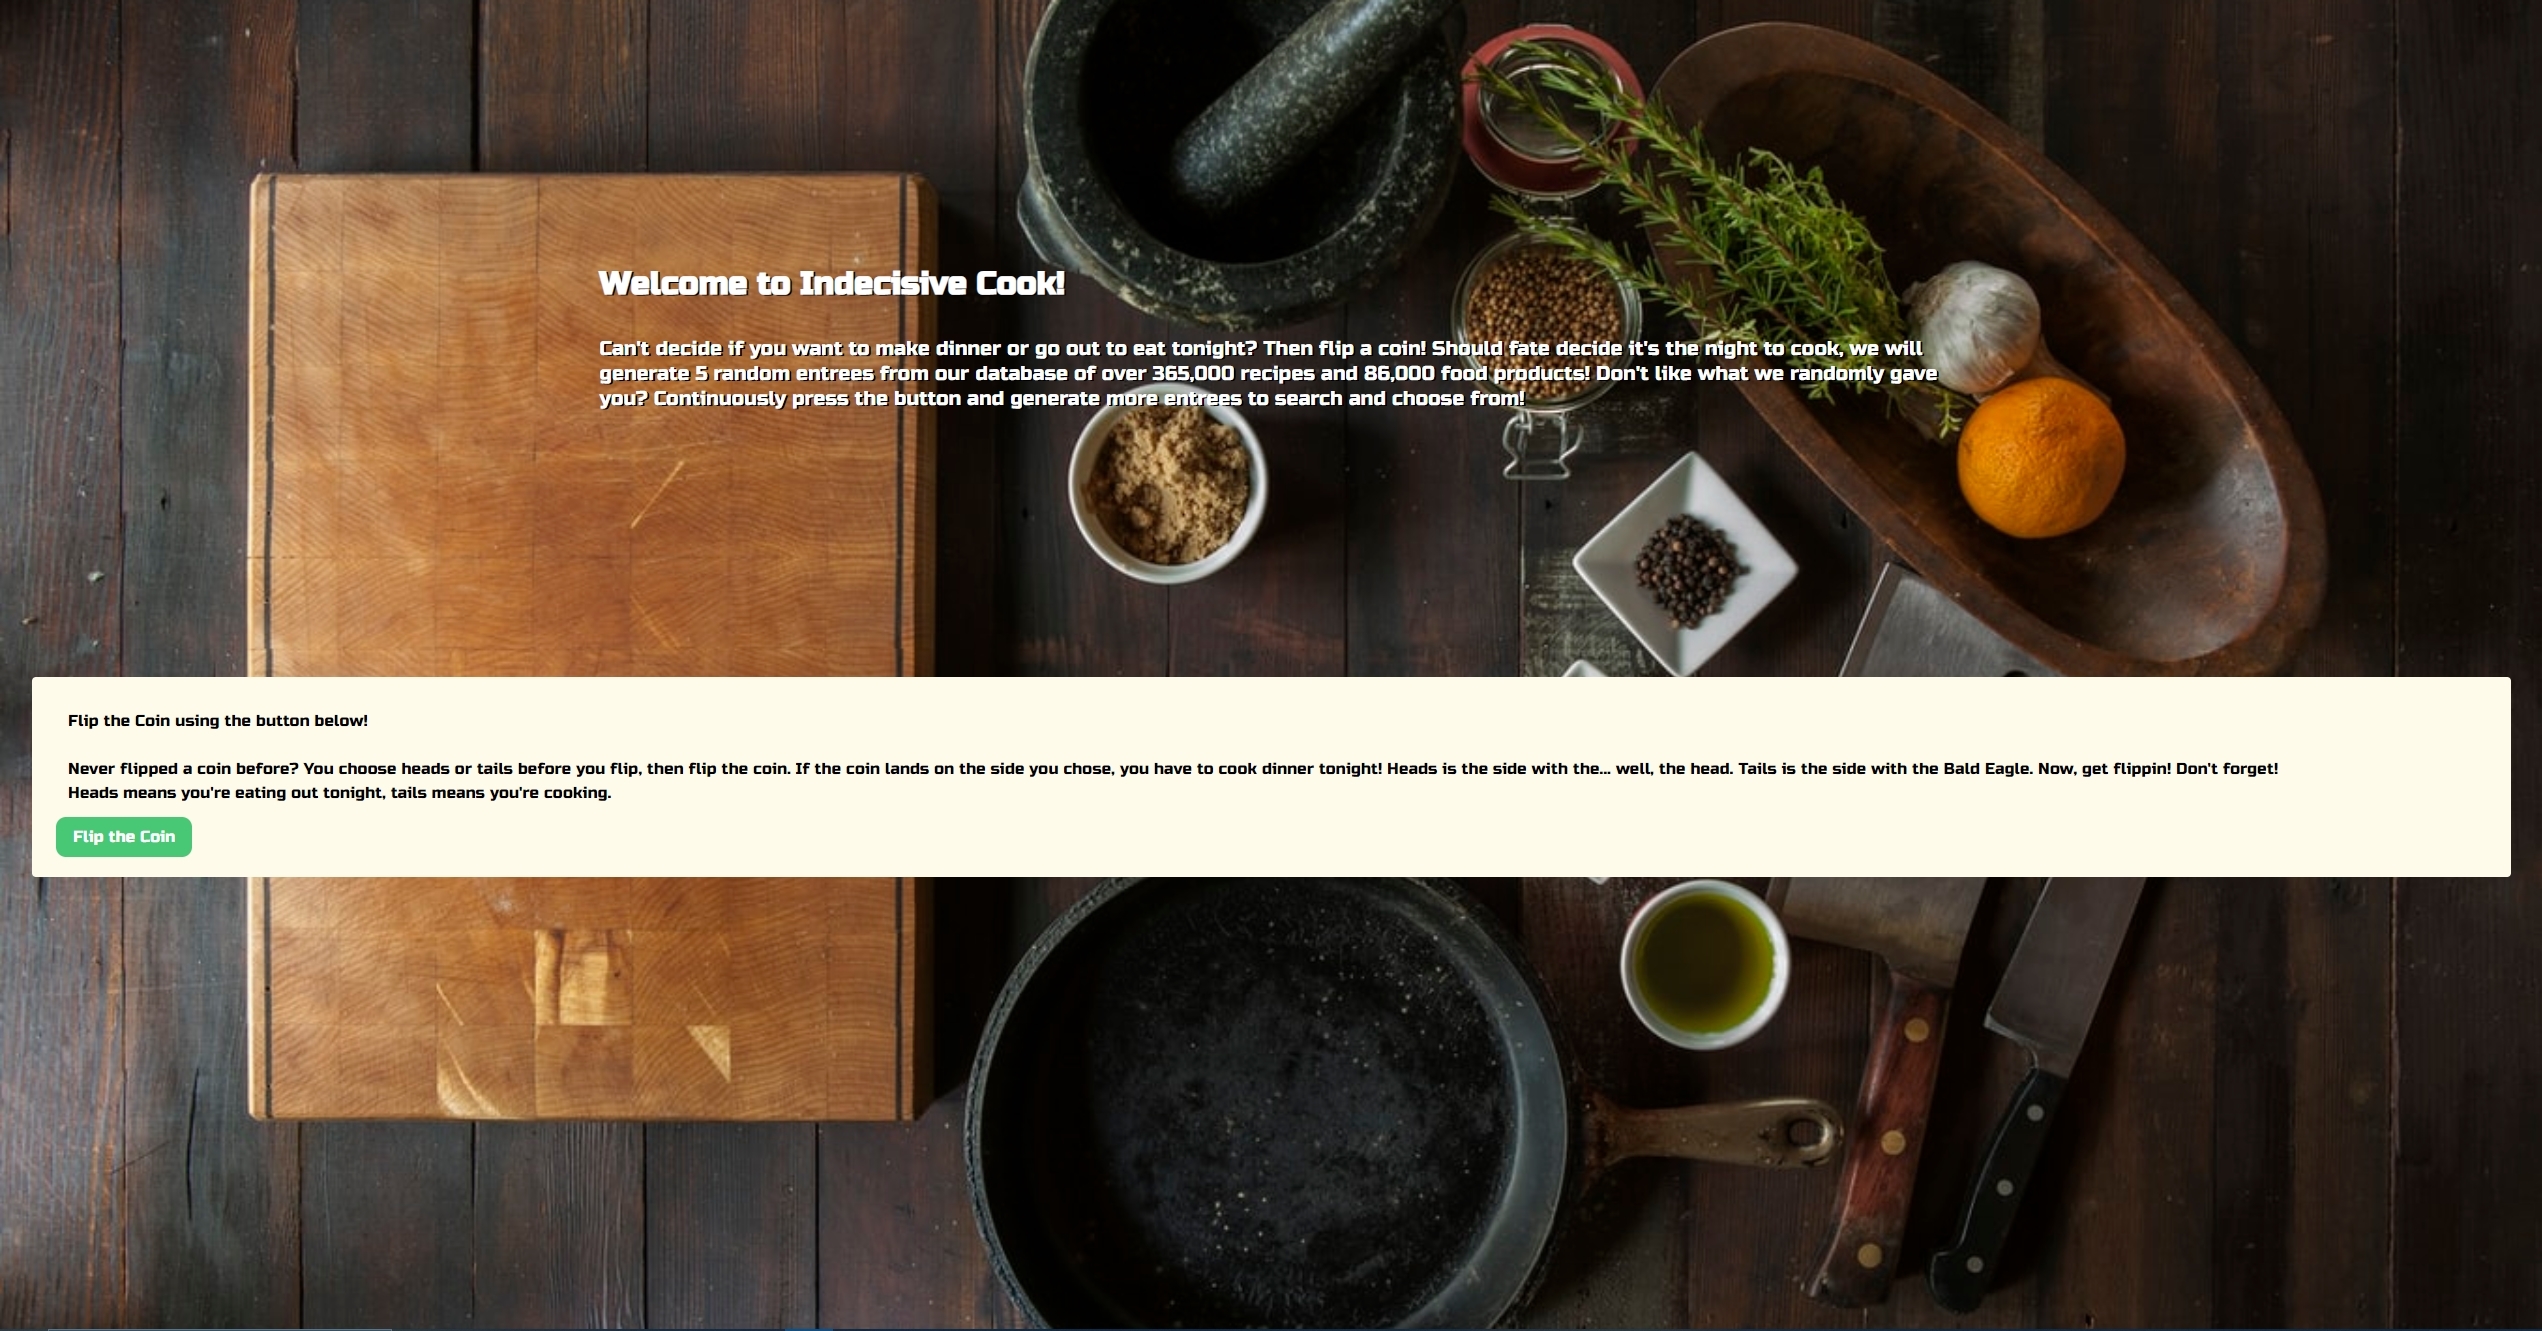 Welcome to Indecisive Cook!
Can't decide if you want to make dinner or go out to eat tonight? Then flip a coin! Should fate decide it's the night to cook, we will
generate 5 random entrees from our database of over 365,000 recipes and 86,000 food products! Don't like what we randomly gave
you? Continuously press the button and generate more entrees to search and choose from!
Flip the Coin using the button below!
Never flipped a coin before? You choose heads or tails before you flip, then flip the coin. If the coin lands on the side you chose, you have to cook dinner tonight! Heads is the side with the... well, the head. Tails is the side with the Bald Eagle. Now, get flippin! Don't forget!
Heads means you're eating out tonight, tails means you're cooking.
Flip the Coin